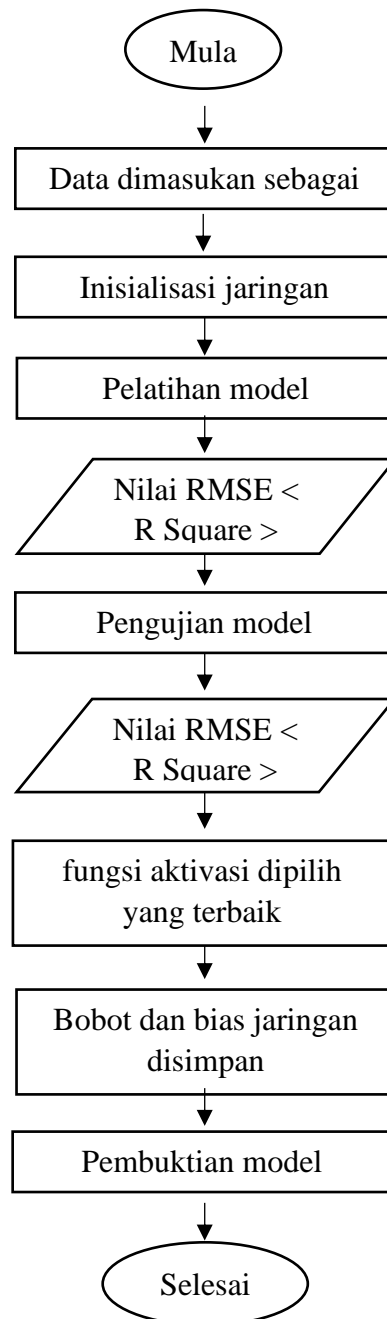 Mula
Data dimasukan sebagai
Inisialisasi jaringan
Pelatihan model
Nilai RMSE <
R Square >
Pengujian model
Nilai RMSE <
R Square >
fungsi aktivasi dipilih
yang terbaik
Bobot dan bias jaringan
disimpan
Pembuktian model
Selesai